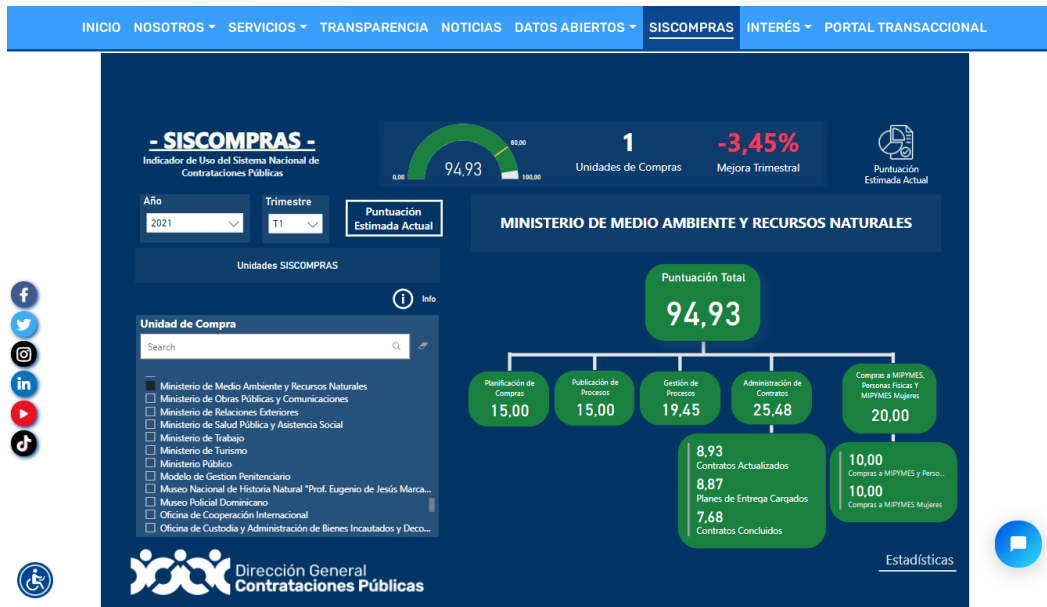 INICIO NOSOTROS SERVICIOS TRANSPARENCIA NOTICIAS DATOS ABIERTOS SISCOMPRAS INTERÉS PORTAL TRANSACCIONAL
- SISCOMPRAS -
Indicador de Uso del Sistema Nacional de
Contrataciones Públicas
0,00
94,93
80,00
100,00
1
Unidades de Compras
-3,45%
Mejora Trimestral
Puntuación
Estimada Actual
Año
2021
Trimestre
T1
Puntuación
Estimada Actual
MINISTERIO DE MEDIO AMBIENTE Y RECURSOS NATURALES
Unidades SISCOMPRAS
Info
Unidad de Compra
Search
Ministerio de Medio Ambiente y Recursos Naturales
Ministerio de Obras Públicas y Comunicaciones
Ministerio de Relaciones Exteriores
Ministerio de Salud Pública y Asistencia Social
Ministerio de Trabajo
Ministerio de Turismo
Ministerio Público
Modelo de Gestion Penitenciario
Museo Nacional de Historia Natural "Prof. Eugenio de Jesús Marca...
Museo Policial Dominicano
Oficina de Cooperación Internacional
Oficina de Custodia y Administración de Bienes Incautados y Deco...
Puntuación Total
94,93
Planificación de
Compras
15,00
Publicación de
Procesos
15,00
Gestión de
Procesos
19,45
Administración de
Contratos
25,48
Compras a MIPYMES,
Personas Físicas Y
MIPYMES Mujeres
20,00
8,93
Contratos Actualizados
8,87
Planes de Entrega Cargados
7,68
Contratos Concluidos
10,00
Compras a MIPYMES y Perso...
10,00
Compras a MIPYMES Mujeres
Dirección General
Contrataciones Públicas
Estadísticas